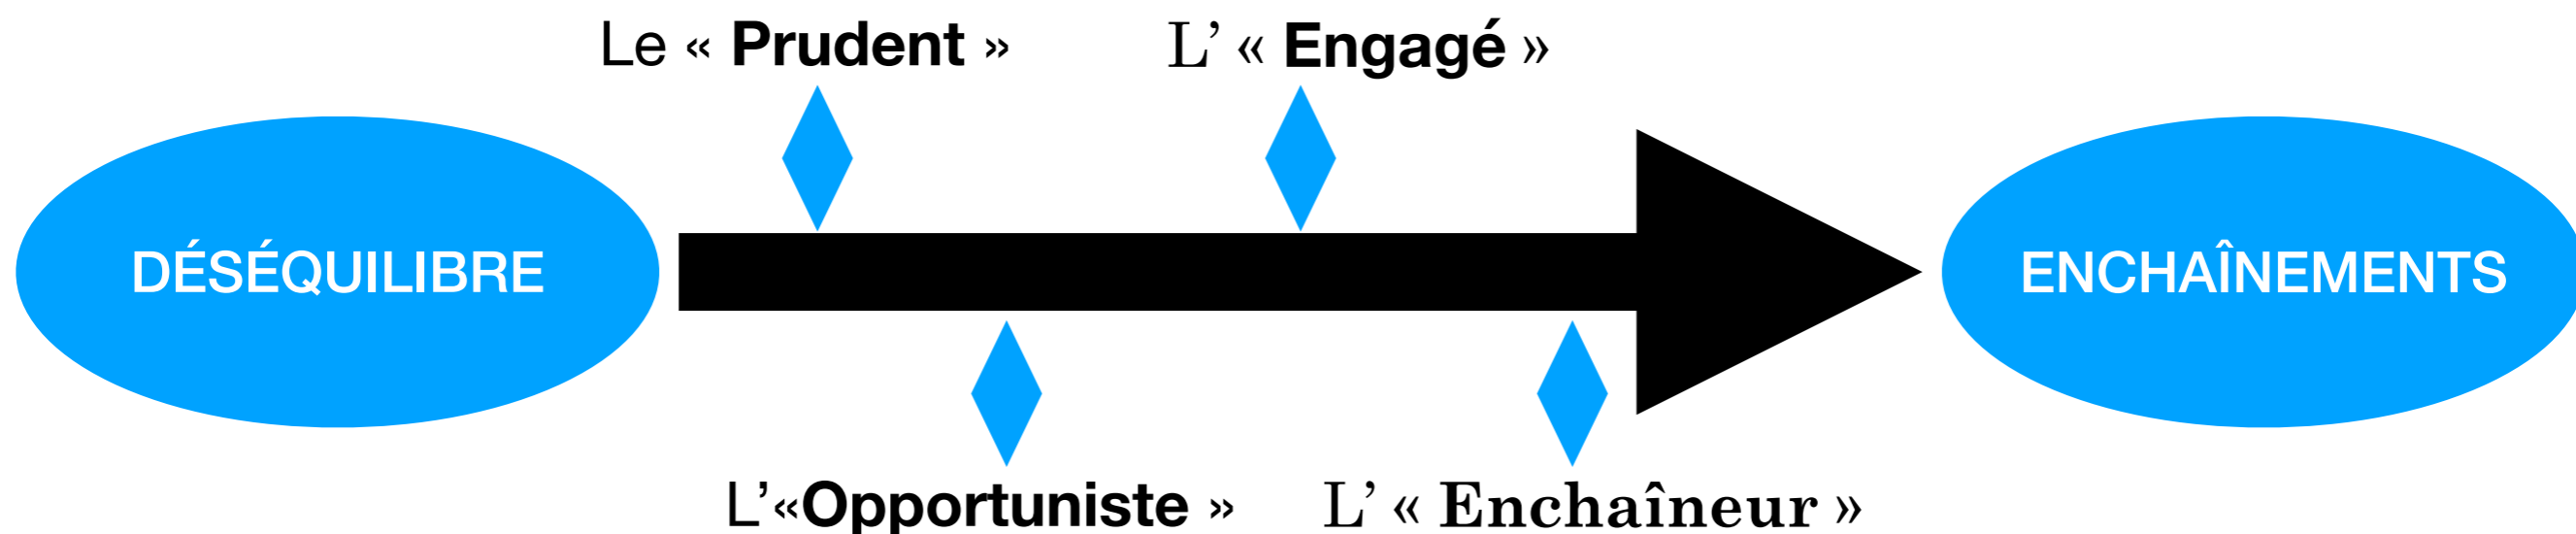 Le « Prudent » L’ « Engagé »
DÉSÉQUILIBRE ENCHAÎNEMENTS
L’«Opportuniste » L’ « Enchaîneur »